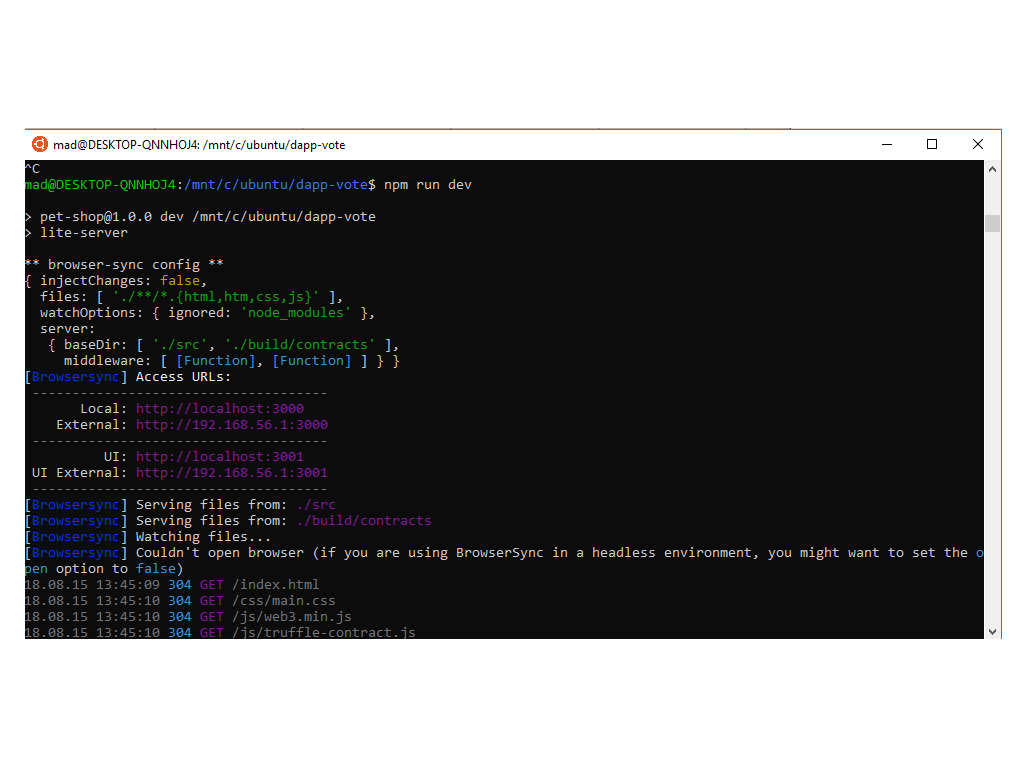 mad@DESKTOP-QNNHOJ4: /mnt/c/ubuntu/dapp-vote
^C
mad@DESKTOP-QNNHOJ4:/mnt/c/ubuntu/dapp-vote$ npm run dev
> pet-shop@1.0.0 dev /mnt/c/ubuntu/dapp-vote
> lite-server
** browser-sync config **
{ injectChanges: false,
  files: [ './**/*.{html,htm,css,js}' ],
  watchOptions: { ignored: 'node_modules' },
  server:
   { baseDir: [ './src', './build/contracts' ],
     middleware: [ [Function], [Function] ] } }
[Browsersync] Access URLs:
 -------------------------------------
       Local: http://localhost:3000
    External: http://192.168.56.1:3000
 -------------------------------------
          UI: http://localhost:3001
 UI External: http://192.168.56.1:3001
 -------------------------------------
[Browsersync] Serving files from: ./src
[Browsersync] Serving files from: ./build/contracts
[Browsersync] Watching files...
[Browsersync] Couldn't open browser (if you are using BrowserSync in a headless environment, you might want to set the o
pen option to false)
18.08.15 13:45:09 304 GET /index.html
18.08.15 13:45:10 304 GET /css/main.css
18.08.15 13:45:10 304 GET /js/web3.min.js
18.08.15 13:45:10 304 GET /js/truffle-contract.js